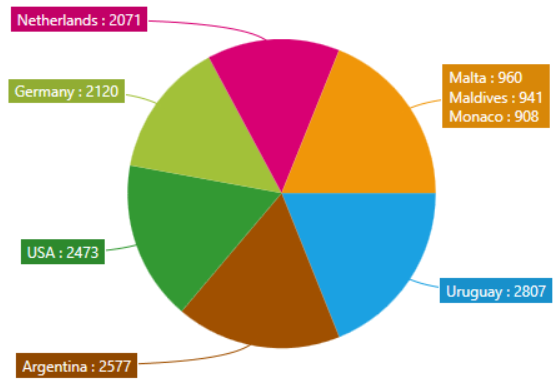 Netherlands : 2071
Malta : 960
Maldives : 941
Monaco : 908
Germany : 2120
USA : 2473
Uruguay : 2807
Argentina : 2577